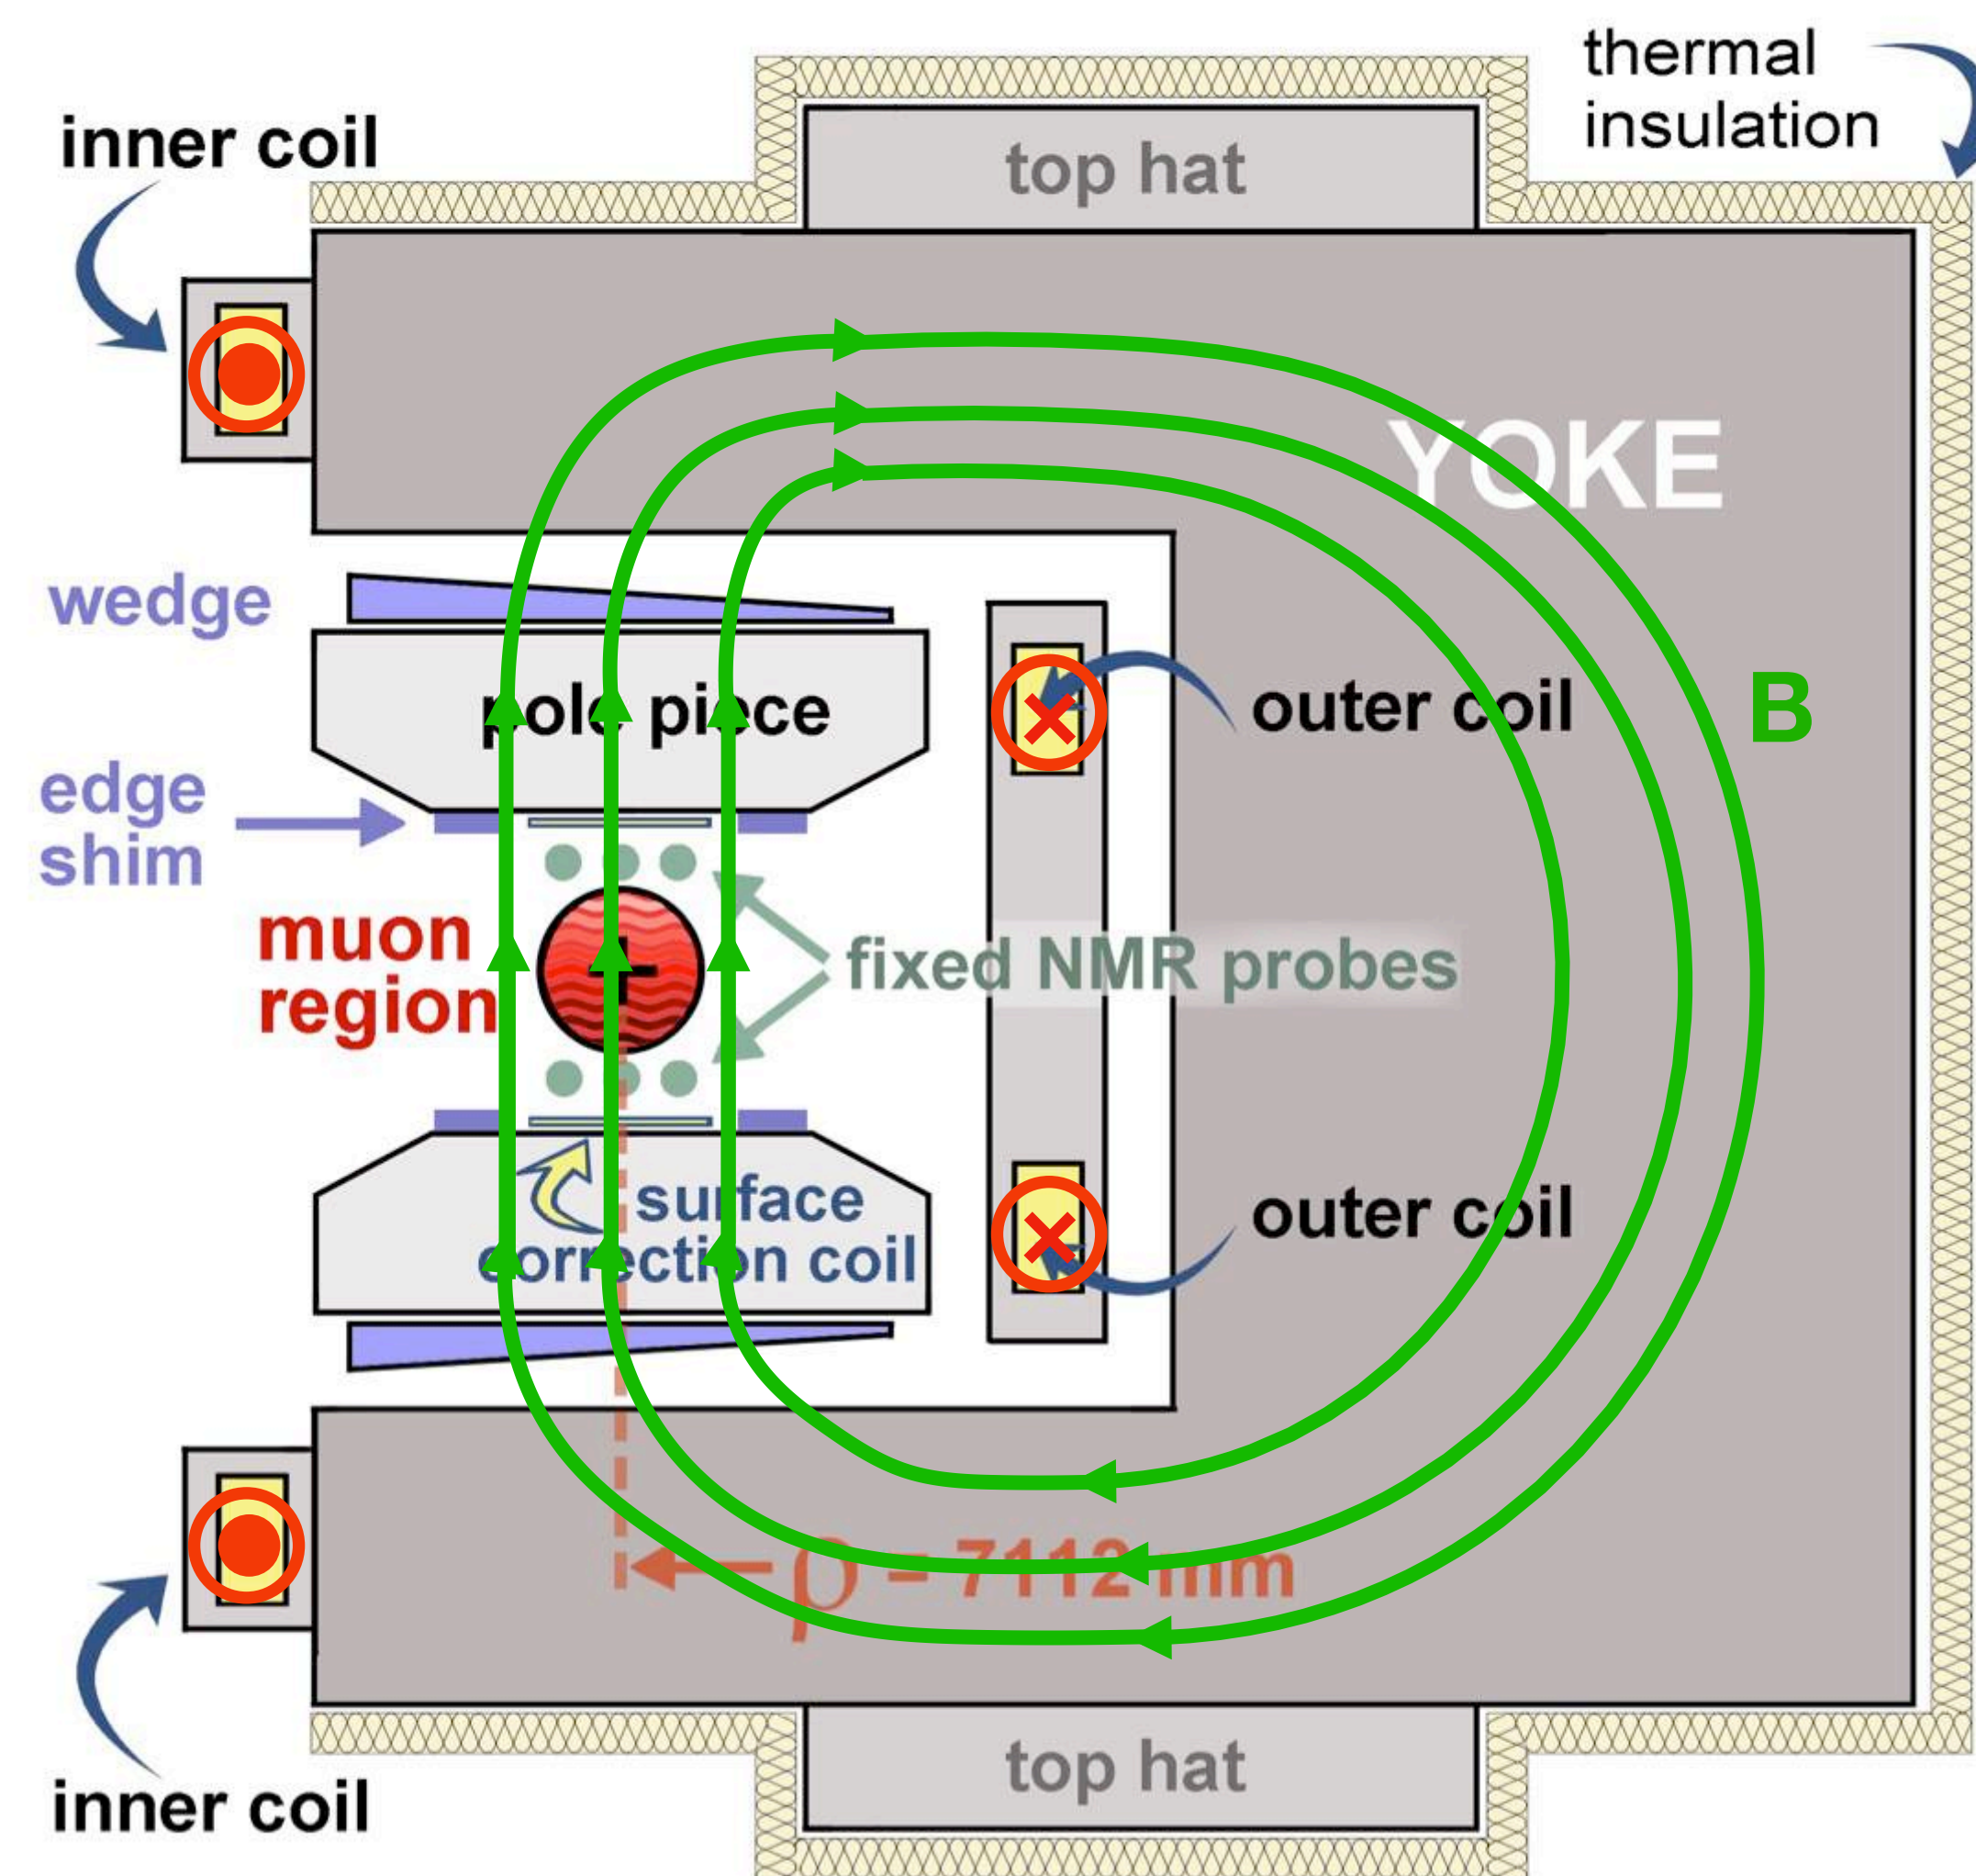 thermal
insulation
inner coil
top hat
YOKE
wedge
pole piece
B
outer coil
edge
shim
muon
region
fixed NMR probes
surface
correction coil
outer coil
ρ = 7112 mm
inner coil
top hat